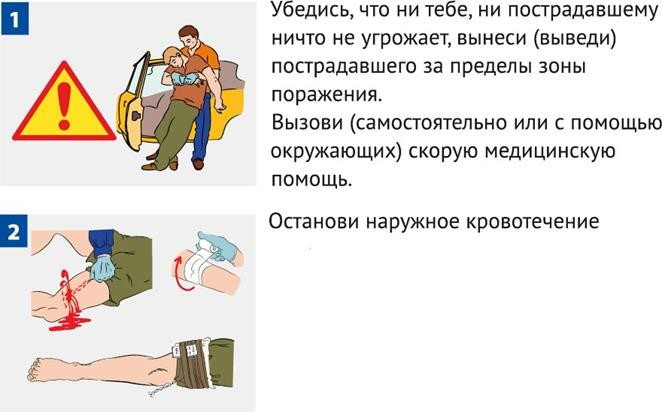 1
Убедись, что ни тебе, ни пострадавшему
ничто не угрожает, вынеси (выведи)
пострадавшего за пределы зоны
поражения.
Вызови (самостоятельно или с помощью
окружающих) скорую медицинскую
помощь.
2
Останови наружное кровотечение